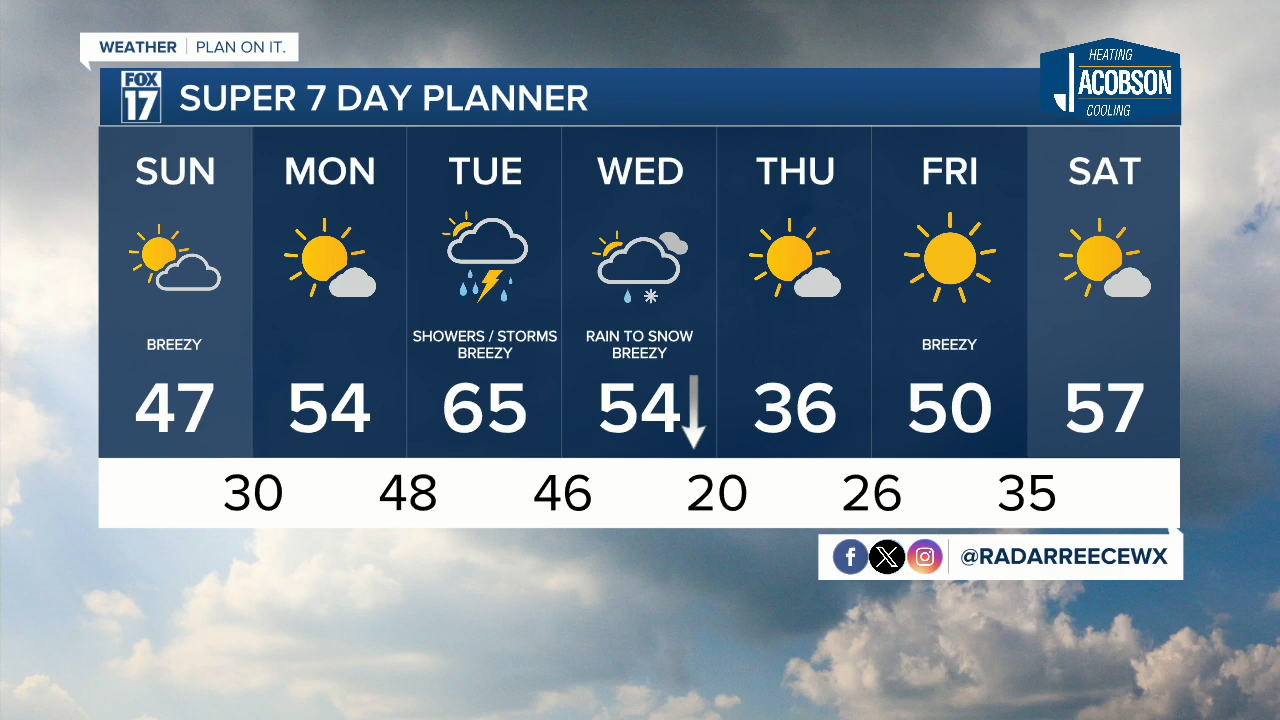 WEATHER | PLAN ON IT.
FOX
17
SUPER 7 DAY PLANNER
HEATING
JACOBSON
COOLING
SUN MON TUE WED THU FRI SAT
BREEZY
SHOWERS / STORMS
BREEZY
RAIN TO SNOW
BREEZY
BREEZY
47 54 65 54 36 50 57
30 48 46 20 26 35
@RADARREECEWX